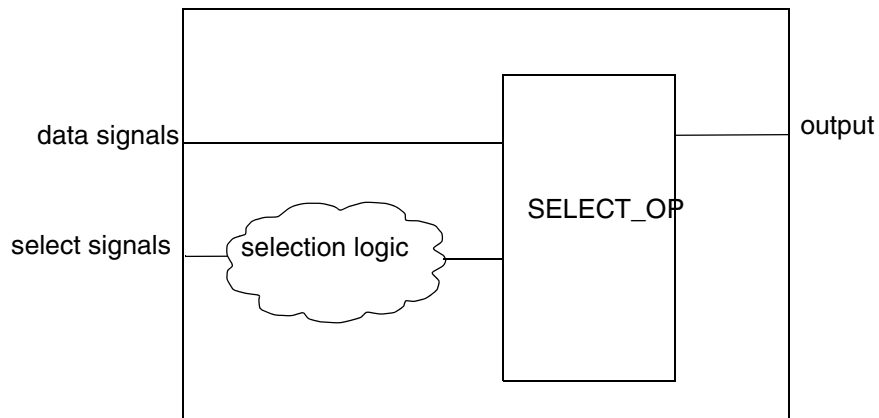 data signals
output
SELECT_OP
select signals
selection logic